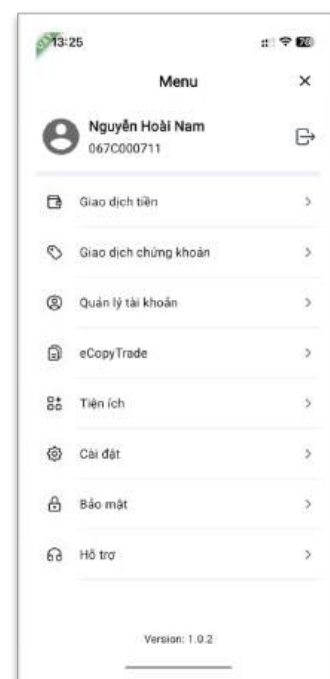 13:25
78
Menu
Nguyễn Hoài Nam
067C000711
Giao dịch tiền
Giao dịch chứng khoán
Quản lý tài khoản
eCopyTrade
Tiện ích
Cài đặt
Bảo mật
Hỗ trợ
Version: 1.0.2